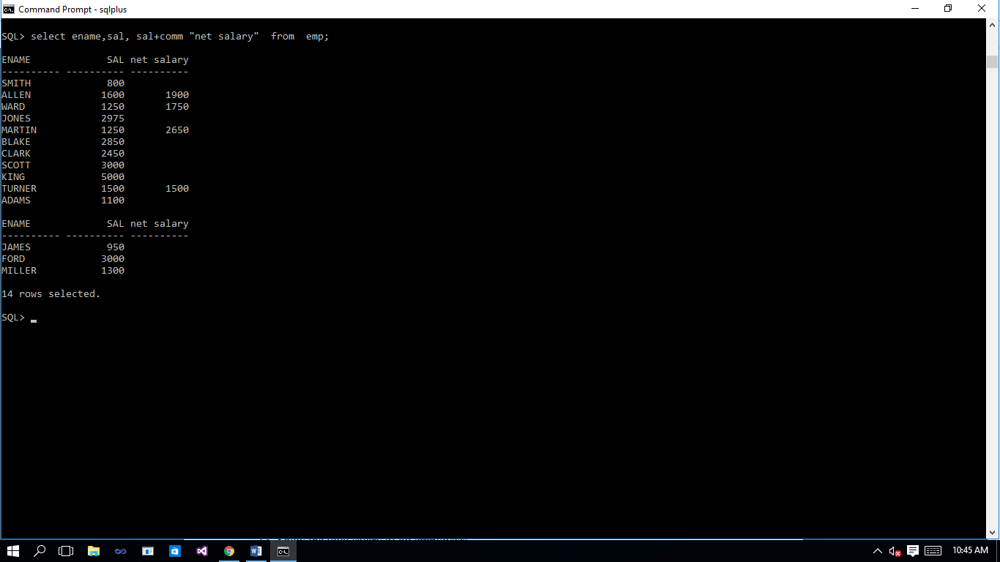 Command Prompt - sqlplus
SQL> select ename,sal, sal+comm "net salary"  from  emp;
ENAME             SAL net salary
---------- ---------- ----------
SMITH             800
ALLEN            1600       1900
WARD             1250       1750
JONES            2975
MARTIN           1250       2650
BLAKE            2850
CLARK            2450
SCOTT            3000
KING             5000
TURNER           1500       1500
ADAMS            1100
ENAME             SAL net salary
---------- ---------- ----------
JAMES             950
FORD             3000
MILLER           1300
14 rows selected.
SQL> 
10:45 AM